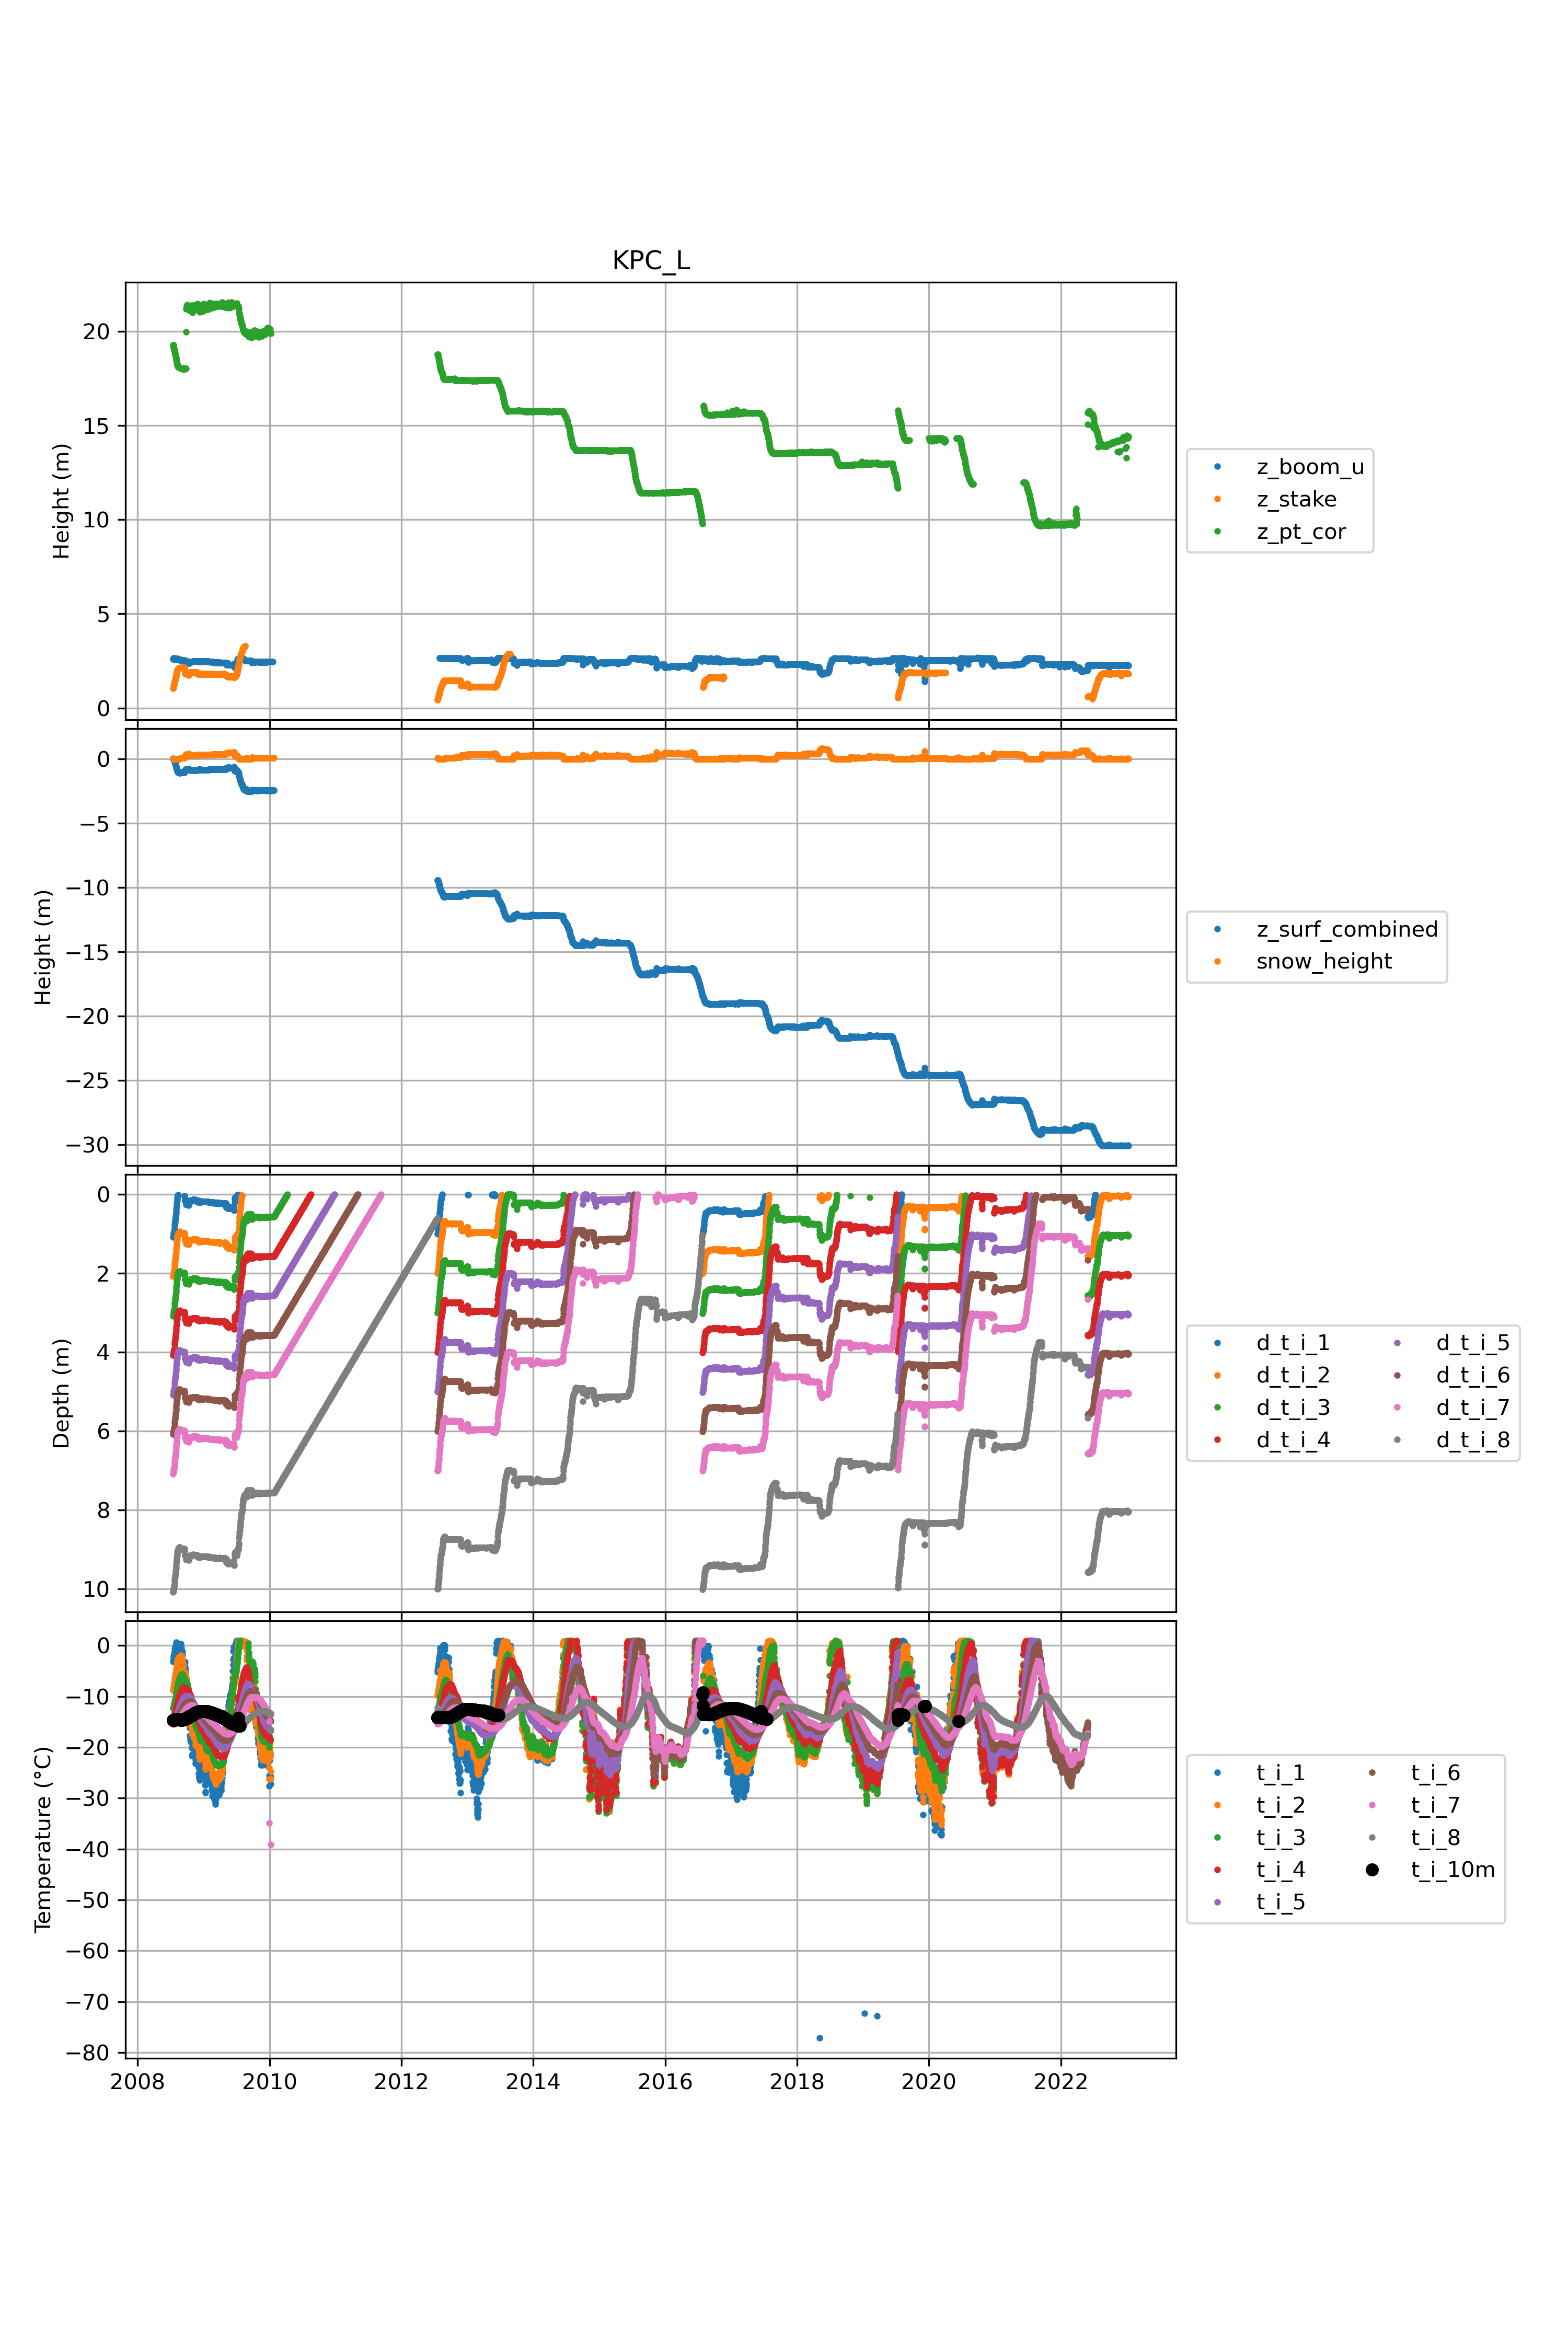 KPC_L
20
15
10
5
0
Height (m)
z_boom_u
z_stake
z_pt_cor
0
−5
−10
−15
−20
−25
−30
Height (m)
z_surf_combined
snow_height
0
2
4
6
8
10
Depth (m)
d_t_i_1
d_t_i_2
d_t_i_3
d_t_i_4
d_t_i_5
d_t_i_6
d_t_i_7
d_t_i_8
0
−10
−20
−30
−40
−50
−60
−70
−80
Temperature (°C)
t_i_1
t_i_2
t_i_3
t_i_4
t_i_5
t_i_6
t_i_7
t_i_8
t_i_10m
2008 2010 2012 2014 2016 2018 2020 2022